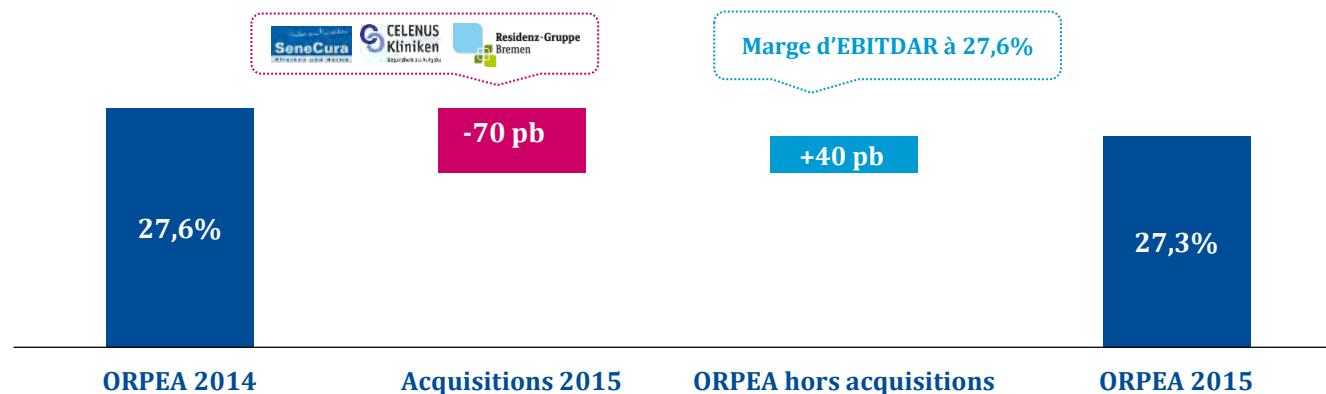 SeneCura
CELENUS
Kliniken
Residenz-Gruppe
Bremen
Marge d’EBITDAR à 27,6%
-70 pb
+40 pb
27,6%
27,3%
ORPEA 2014
Acquisitions 2015
ORPEA hors acquisitions
ORPEA 2015